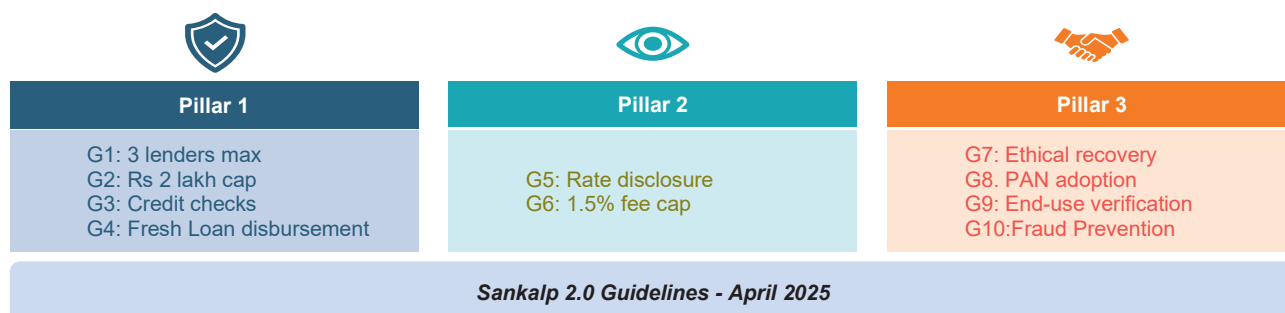 Pillar 1
G1: 3 lenders max
G2: Rs 2 lakh cap
G3: Credit checks
G4: Fresh Loan disbursement
Pillar 2
G5: Rate disclosure
G6: 1.5% fee cap
Pillar 3
G7: Ethical recovery
G8. PAN adoption
G9: End-use verification
G10:Fraud Prevention
Sankalp 2.0 Guidelines - April 2025